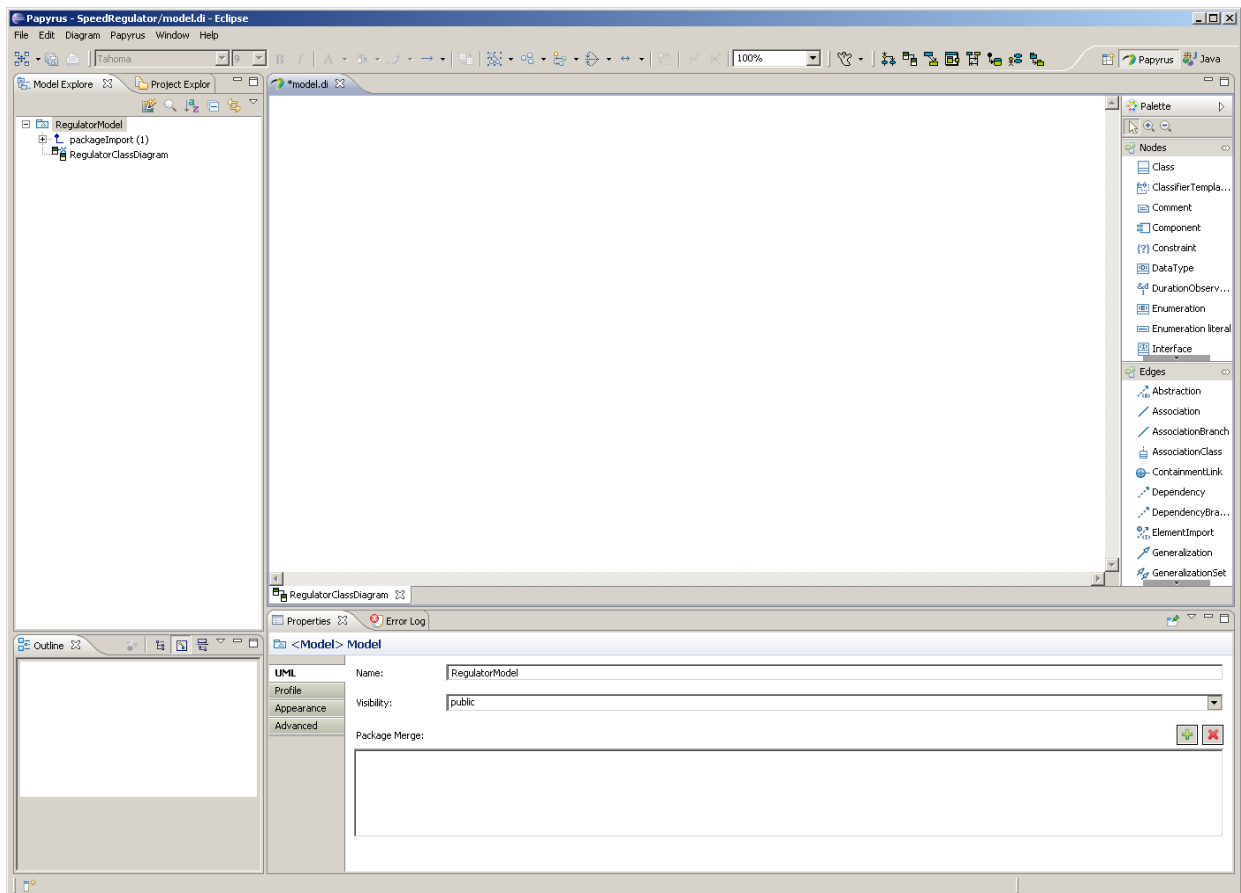 Papyrus - SpeedRegulator/model.di - Eclipse
File Edit Diagram Papyrus Window Help
Tahoma 9 B I A 100% Papyrus Java
Model Explore Project Explor
*model.di
RegulatorModel
packageImport (1)
RegulatorClassDiagram
Palette
Nodes
Class
ClassifierTempla...
Comment
Component
{?} Constraint
DataType
DurationObserv...
Enumeration
Enumeration literal
Interface
Edges
Abstraction
Association
AssociationBranch
AssociationClass
ContainmentLink
Dependency
DependencyBra...
ElementImport
Generalization
GeneralizationSet
RegulatorClassDiagram
Outline
Properties Error Log
<Model> Model
UML
Profile
Appearance
Advanced
Name: RegulatorModel
Visibility: public
Package Merge: